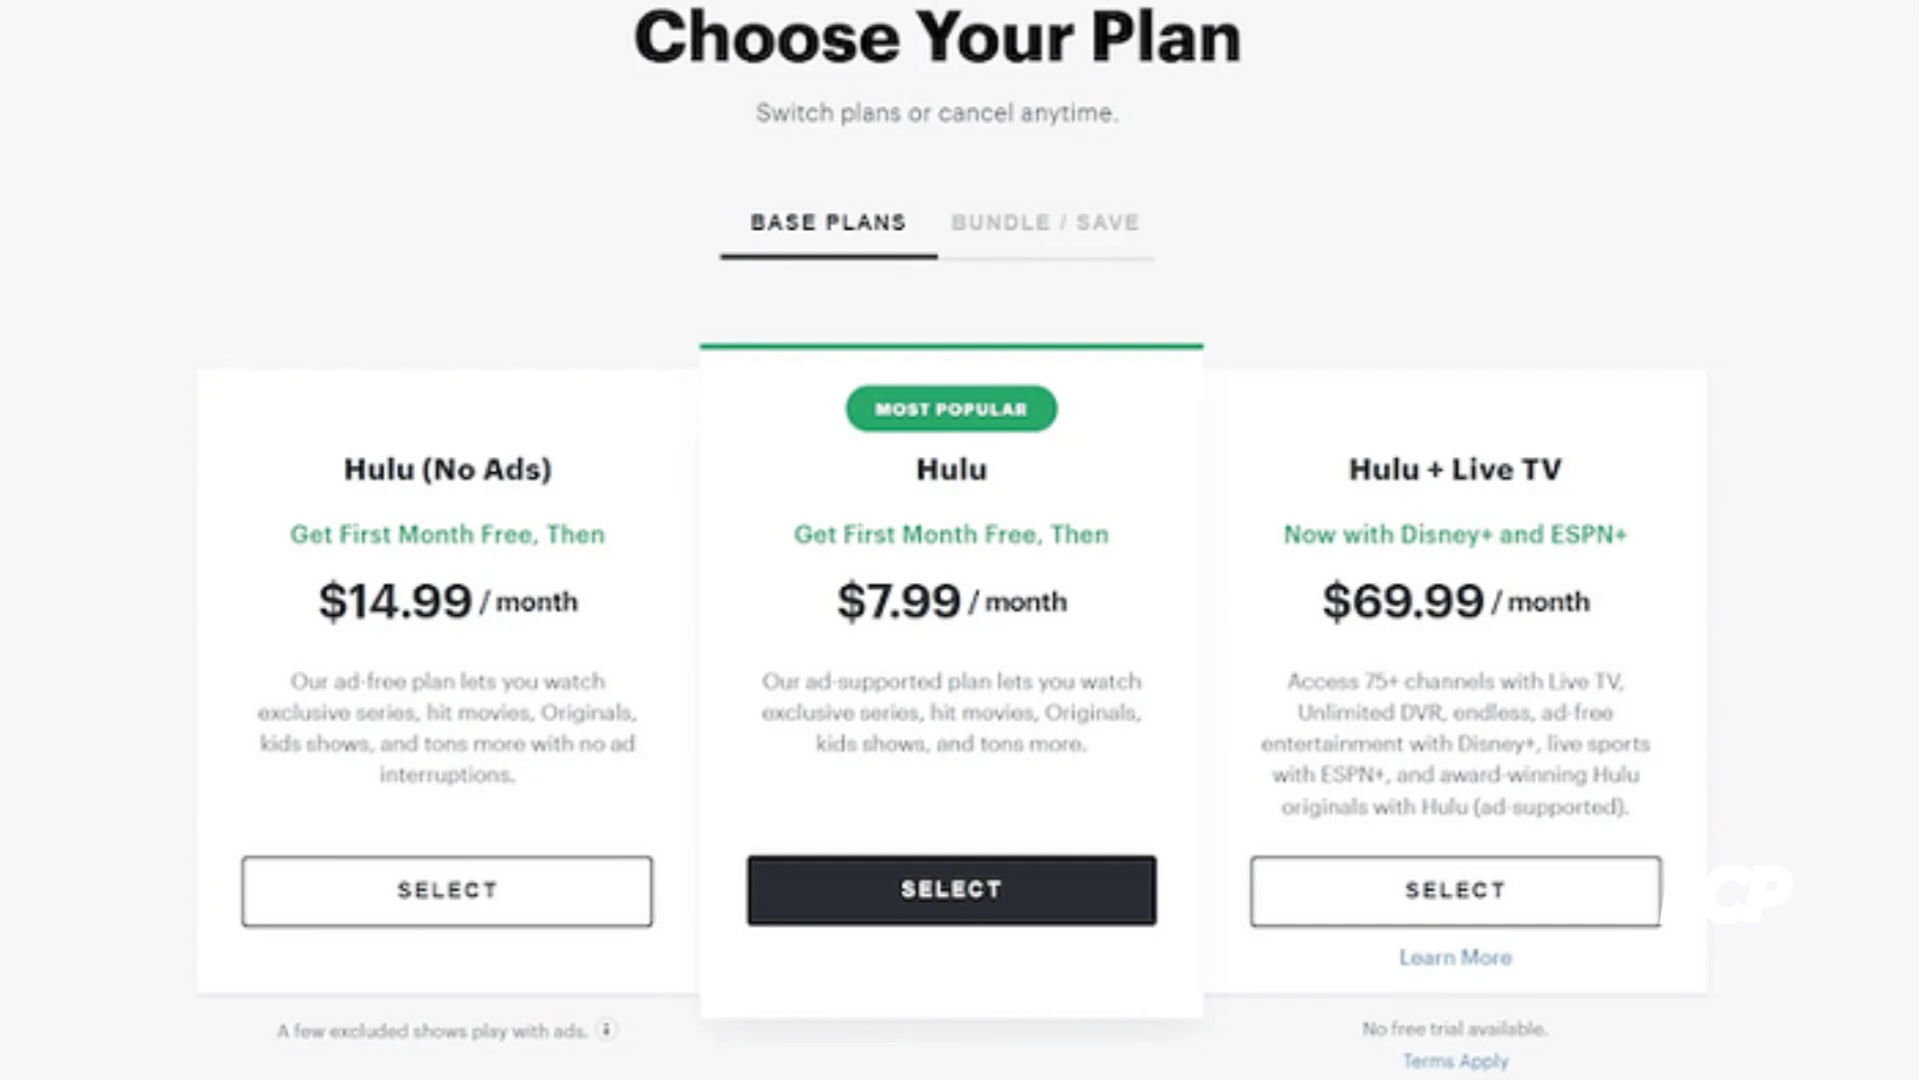 Choose Your Plan
Switch plans or cancel anytime.
BASE PLANS
BUNDLE / SAVE
Hulu (No Ads)
Get First Month Free, Then
$14.99 / month
Our ad-free plan lets you watch
exclusive series, hit movies, Originals,
kids shows, and tons more with no ad
interruptions.
SELECT
A few excluded shows play with ads.
MOST POPULAR
Hulu
Get First Month Free, Then
$7.99 / month
Our ad-supported plan lets you watch
exclusive series, hit movies, Originals,
kids shows, and tons more.
SELECT
Hulu + Live TV
Now with Disney+ and ESPN+
$69.99 / month
Access 75+ channels with Live TV,
Unlimited DVR, endless, ad-free
entertainment with Disney+, live sports
with ESPN+, and award-winning Hulu
originals with Hulu (ad-supported).
SELECT
Learn More
No free trial available.
Terms Apply
CP